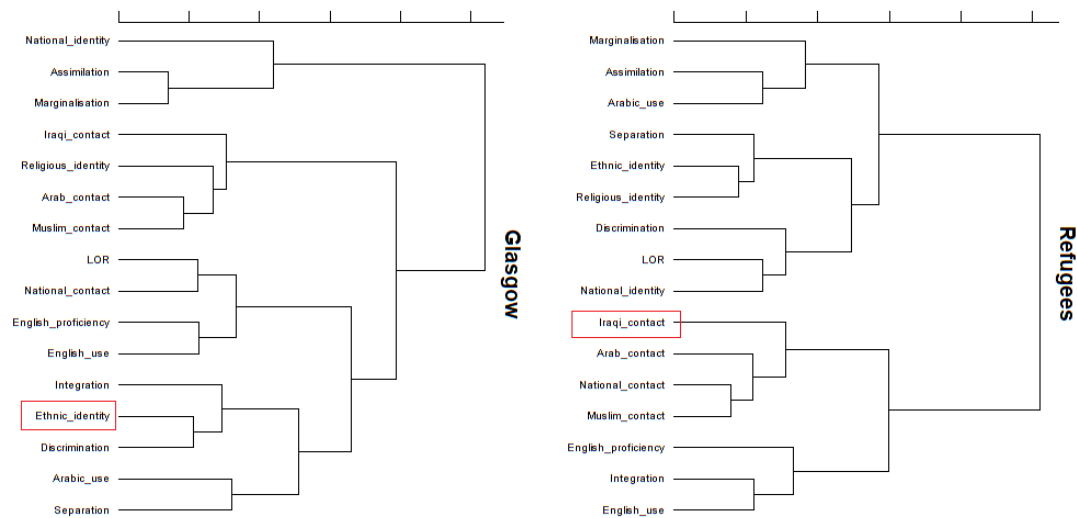 National_identity
Assimilation
Marginalisation
Iraqi_contact
Religious_identity
Arab_contact
Muslim_contact
LOR
National_contact
English_proficiency
English_use
Integration
Ethnic_identity
Discrimination
Arabic_use
Separation
Glasgow
Marginalisation
Assimilation
Arabic_use
Separation
Ethnic_identity
Religious_identity
Discrimination
LOR
National_identity
Iraqi_contact
Arab_contact
National_contact
Muslim_contact
English_proficiency
Integration
English_use
Refugees